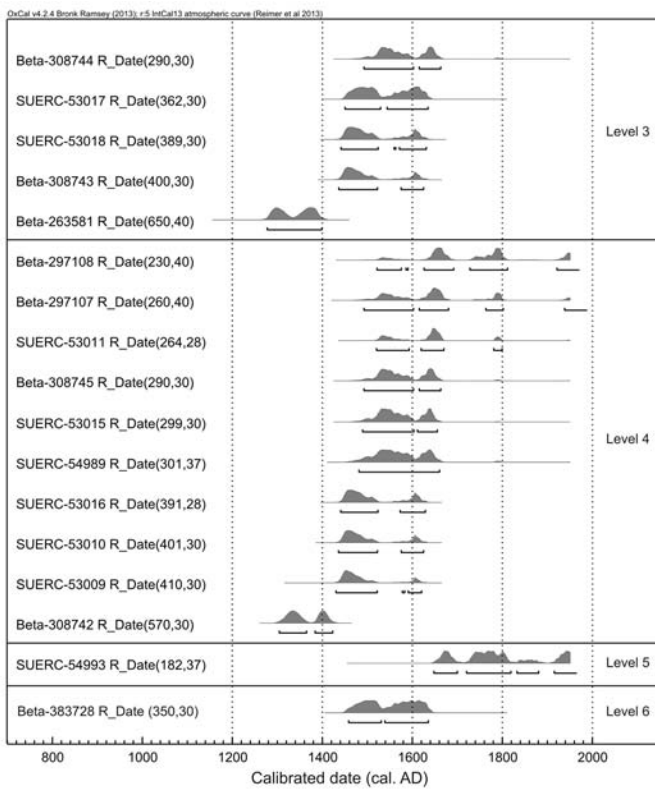 OxCal v4.2.4 Bronk Ramsey (2013); r:5 IntCal13 atmospheric curve (Reimer et al 2013)
Beta-308744 R_Date(290,30)
SUERC-53017 R_Date(362,30)
SUERC-53018 R_Date(389,30)
Level 3
Beta-308743 R_Date(400,30)
Beta-263581 R_Date(650,40)
Beta-297108 R_Date(230,40)
Beta-297107 R_Date(260,40)
SUERC-53011 R_Date(264,28)
Beta-308745 R_Date(290,30)
SUERC-53015 R_Date(299,30)
Level 4
SUERC-54989 R_Date(301,37)
SUERC-53016 R_Date(391,28)
SUERC-53010 R_Date(401,30)
SUERC-53009 R_Date(410,30)
Beta-308742 R_Date(570,30)
SUERC-54993 R_Date(182,37) Level 5
Beta-383728 R_Date (350,30) Level 6
800 1000 1200 1400 1600 1800 2000
Calibrated date (cal. AD)